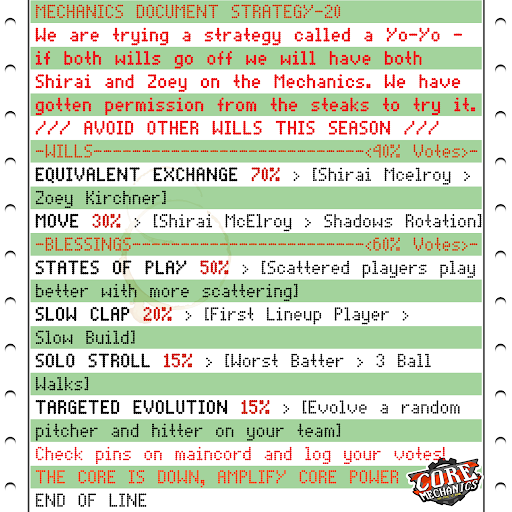 MECHANICS DOCUMENT STRATEGY-20
We are trying a strategy called a Yo-Yo -
if both wills go off we will have both
Shirai and Zoey on the Mechanics. We have
gotten permission from the steaks to try it.
/// AVOID OTHER WILLS THIS SEASON ///
-WILLS-----------------------<40% Votes>-
EQUIVALENT EXCHANGE 70% > [Shirai Mcelroy >
Zoey Kirchner]
MOVE 30% > [Shirai McElroy > Shadows Rotation]
-BLESSINGS-------------------<60% Votes>-
STATES OF PLAY 50% > [Scattered players play
better with more scattering]
SLOW CLAP 20% > [First Lineup Player >
Slow Build]
SOLO STROLL 15% > [Worst Batter > 3 Ball
Walks]
TARGETED EVOLUTION 15% > [Evolve a random
pitcher and hitter on your team]
Check pins on maincord and log your votes!
THE CORE IS DOWN, AMPLIFY CORE POWER
CORE
MECHANICS
END OF LINE